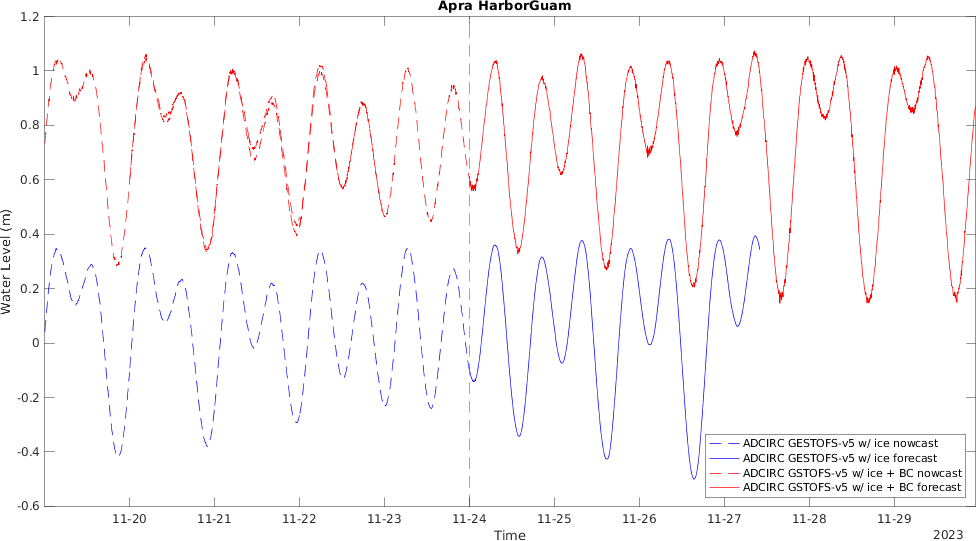 Apra HarborGuam
1.2
1
0.8
0.6
0.4
0.2
0
-0.2
-0.4
-0.6
Water Level (m)
ADCIRC GESTOFS-v5 w/ ice nowcast
ADCIRC GESTOFS-v5 w/ ice forecast
ADCIRC GSTOFS-v5 w/ ice + BC nowcast
ADCIRC GSTOFS-v5 w/ ice + BC forecast
11-20 11-21 11-22 11-23 11-24 11-25 11-26 11-27 11-28 11-29
Time
2023